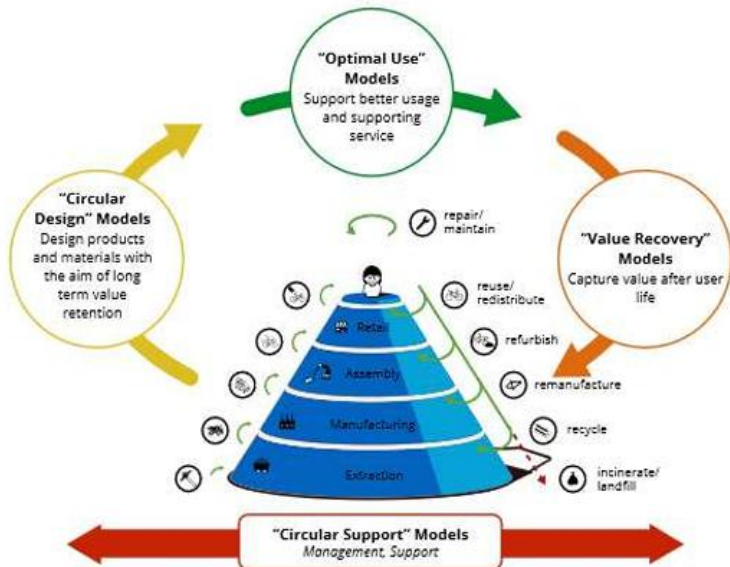 "Optimal Use"
Models
Support better usage
and supporting
service
"Circular
Design" Models
Design products
and materials with
the aim of long
term value
retention
"Value Recovery"
Models
Capture value after user
life
repair/
maintain
reuse/
redistribute
refurbish
remanufacture
recycle
incinerate/
landfill
Retail
Assembly
Manufacturing
Extraction
"Circular Support" Models
Management, Support